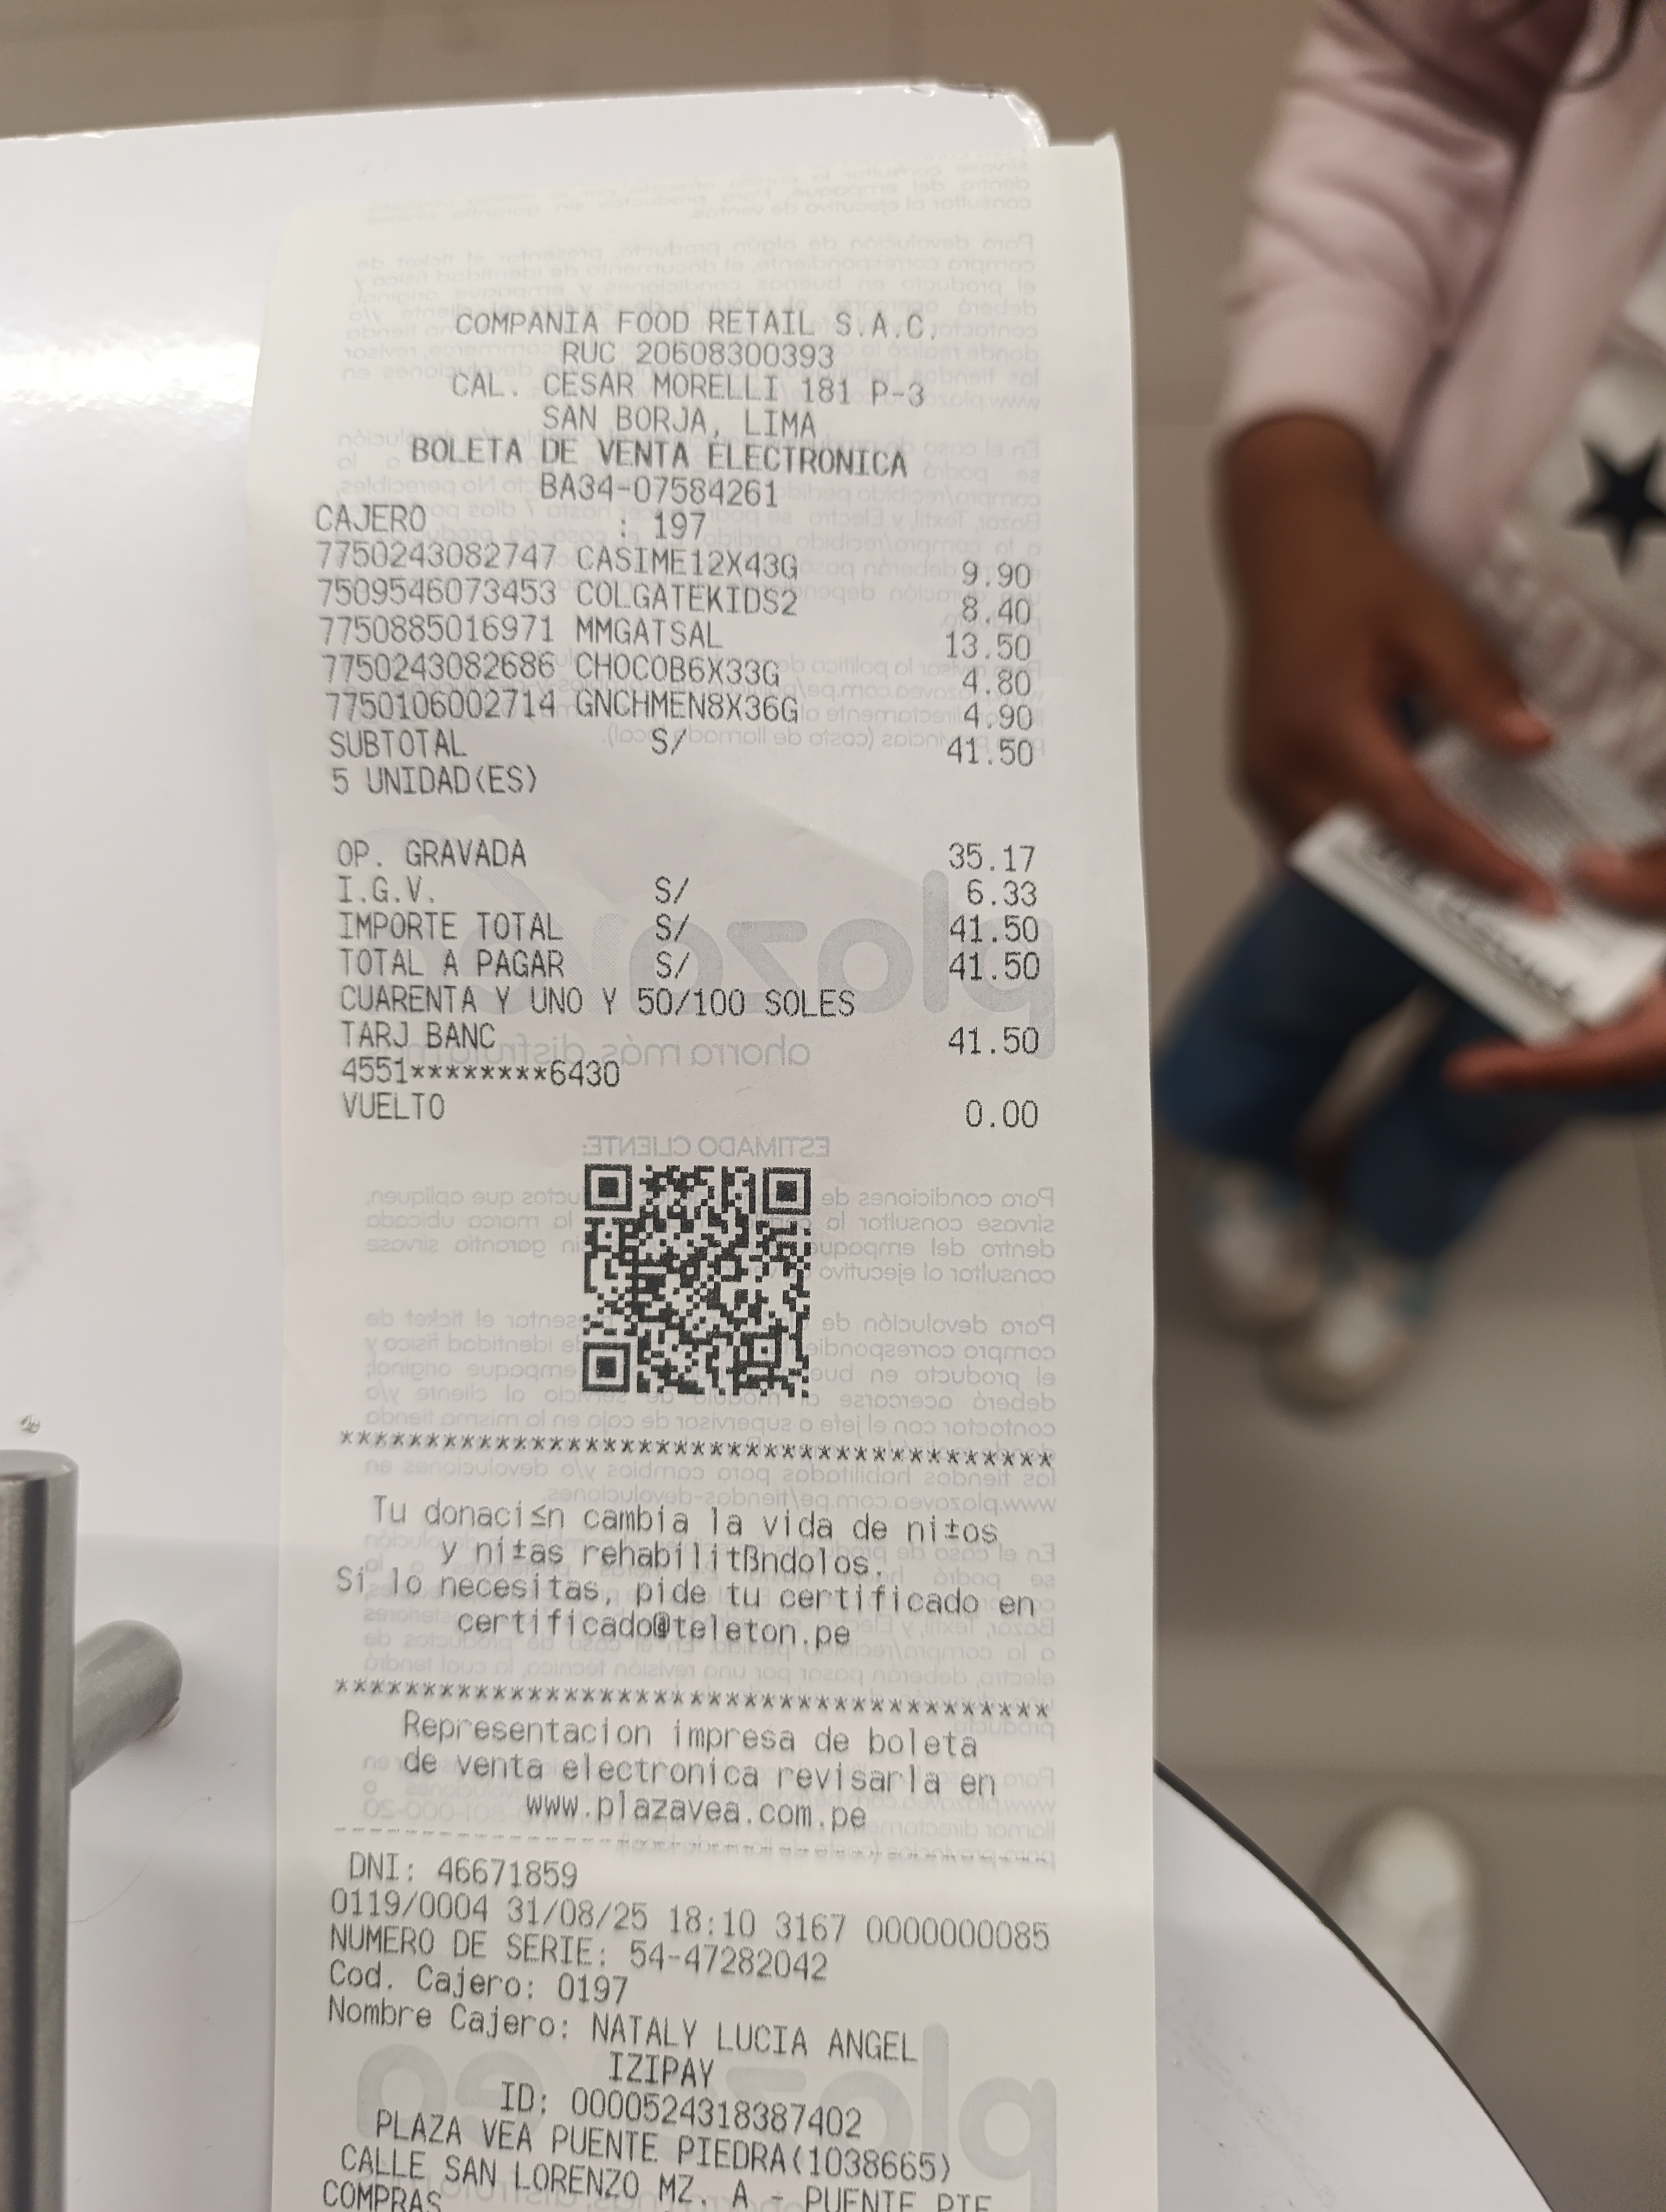 COMPANIA FOOD RETAIL S.A.C.
RUC 20608300393
CAL. CESAR MORELLI 181 P-3
SAN BORJA, LIMA
BOLETA DE VENTA ELECTRONICA
BA34-07584261
CAJERO : 197
7750243082747 CASIME12X43G 9.90
7509546073453 COLGATEKIDS2 8.40
7750885016971 MMGATSAL 13.50
7750243082686 CHOCOB6X33G 4.80
7750106002714 GNCHMEN8X36G 4.90
SUBTOTAL S/ 41.50
5 UNIDAD(ES)
OP. GRAVADA 35.17
I.G.V. S/ 6.33
IMPORTE TOTAL S/ 41.50
TOTAL A PAGAR S/ 41.50
CUARENTA Y UNO Y 50/100 SOLES
TARJ BANC 41.50
4551********6430
VUELTO 0.00
*****************************************
Tu donaci≤n cambia la vida de ni±os
y ni±as rehabilitßndolos.
Si lo necesitas, pide tu certificado en
certificado@teleton.pe
*****************************************
Representacion impresa de boleta
de venta electronica revisarla en
www.plazavea.com.pe
DNI: 46671859
0119/0004 31/08/25 18:10 3167 0000000085
NUMERO DE SERIE: 54-47282042
Cod. Cajero: 0197
Nombre Cajero: NATALY LUCIA ANGEL
IZIPAY
ID: 0000524318387402
PLAZA VEA PUENTE PIEDRA(1038665)
CALLE SAN LORENZO MZ. A - PUENTE PIE
COMPRAS